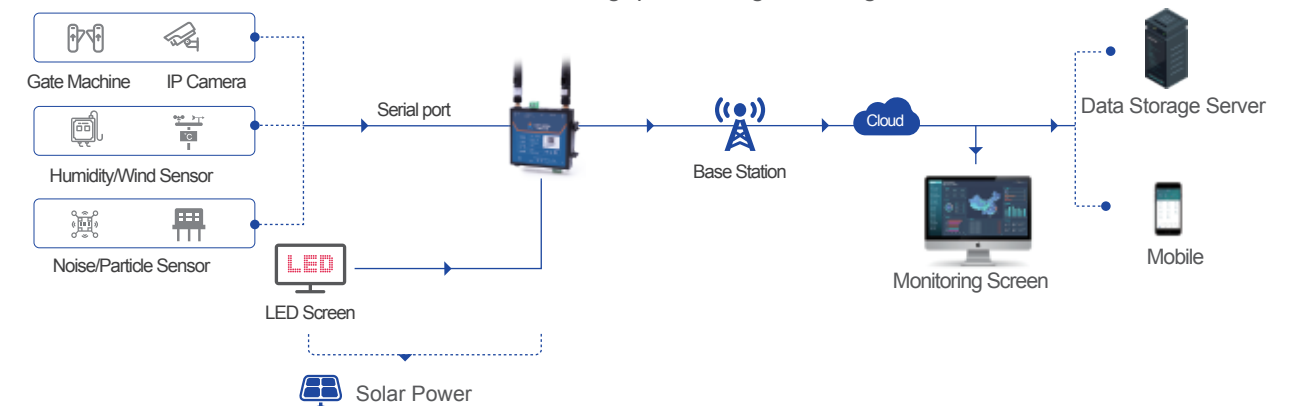 Gate Machine
IP Camera
Serial port
Humidity/Wind Sensor
Noise/Particle Sensor
LED
LED Screen
Solar Power
Base Station
Cloud
Data Storage Server
Monitoring Screen
Mobile